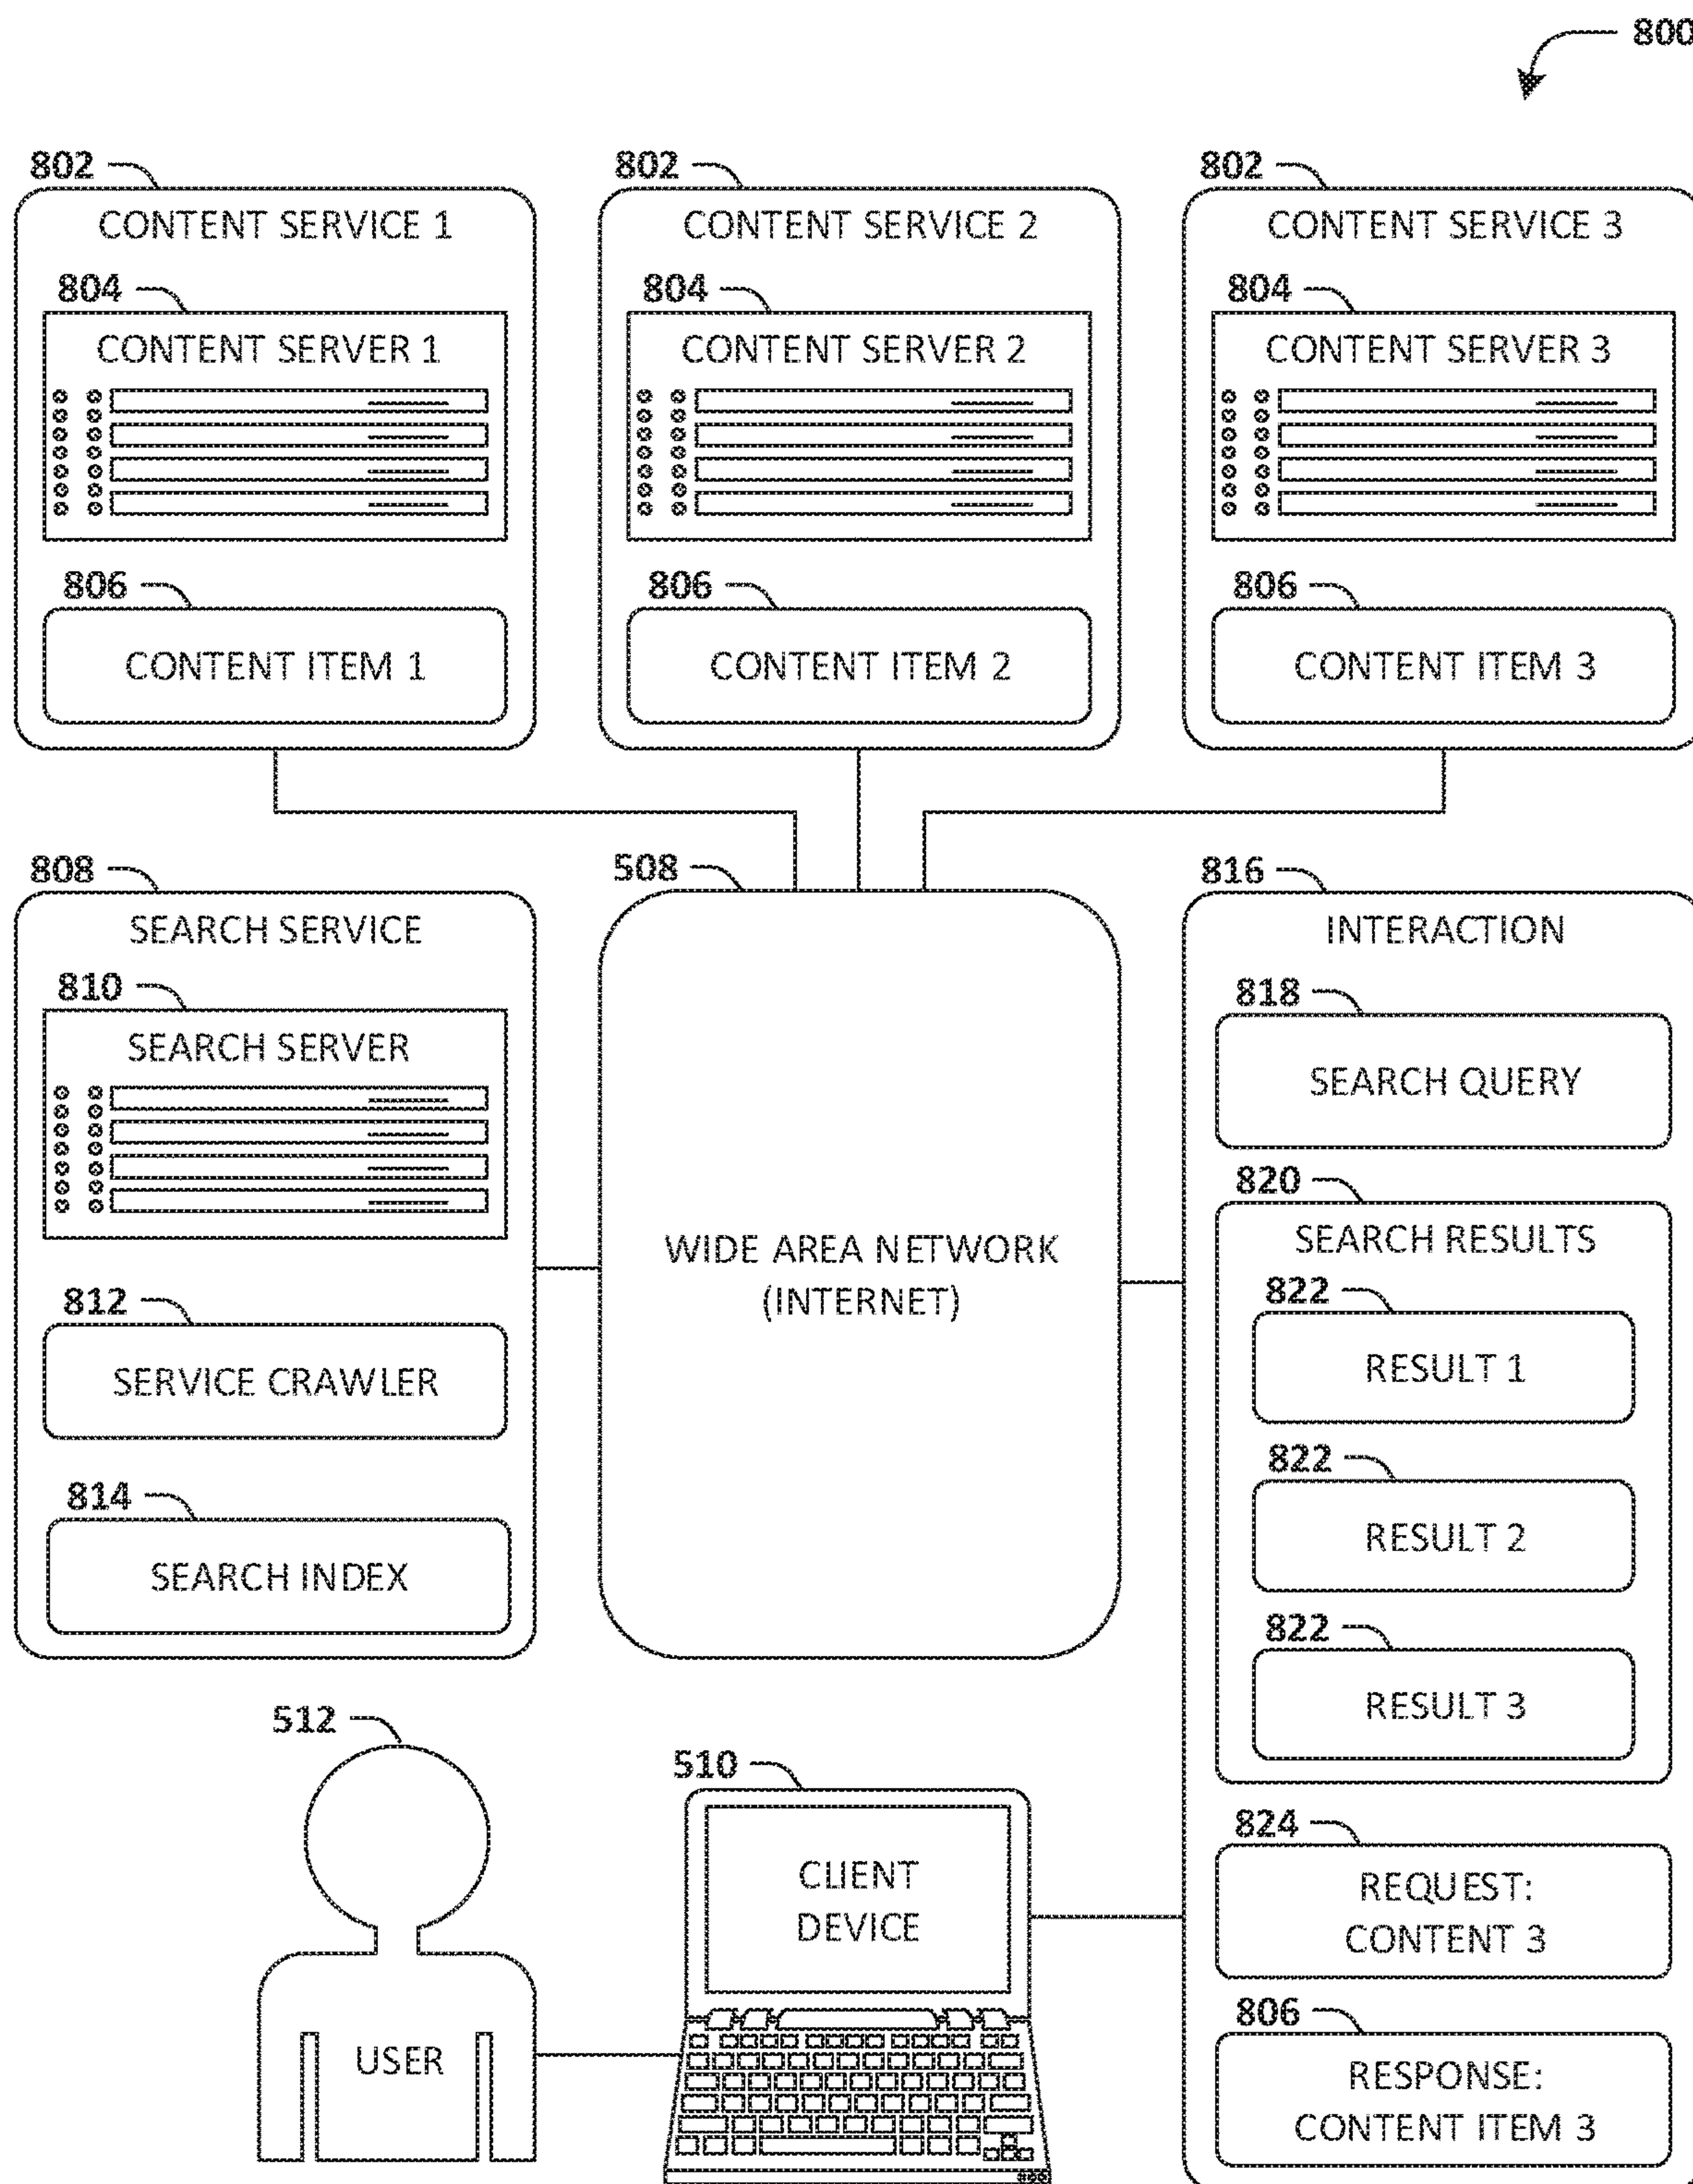 800
802
CONTENT SERVICE 1
804
CONTENT SERVER 1
806
CONTENT ITEM 1
802
CONTENT SERVICE 2
804
CONTENT SERVER 2
806
CONTENT ITEM 2
802
CONTENT SERVICE 3
804
CONTENT SERVER 3
806
CONTENT ITEM 3
808
SEARCH SERVICE
810
SEARCH SERVER
812
SERVICE CRAWLER
814
SEARCH INDEX
508
WIDE AREA NETWORK
(INTERNET)
816
INTERACTION
818
SEARCH QUERY
820
SEARCH RESULTS
822
RESULT 1
822
RESULT 2
822
RESULT 3
824
REQUEST:
CONTENT 3
806
RESPONSE:
CONTENT ITEM 3
512
USER
510
CLIENT
DEVICE